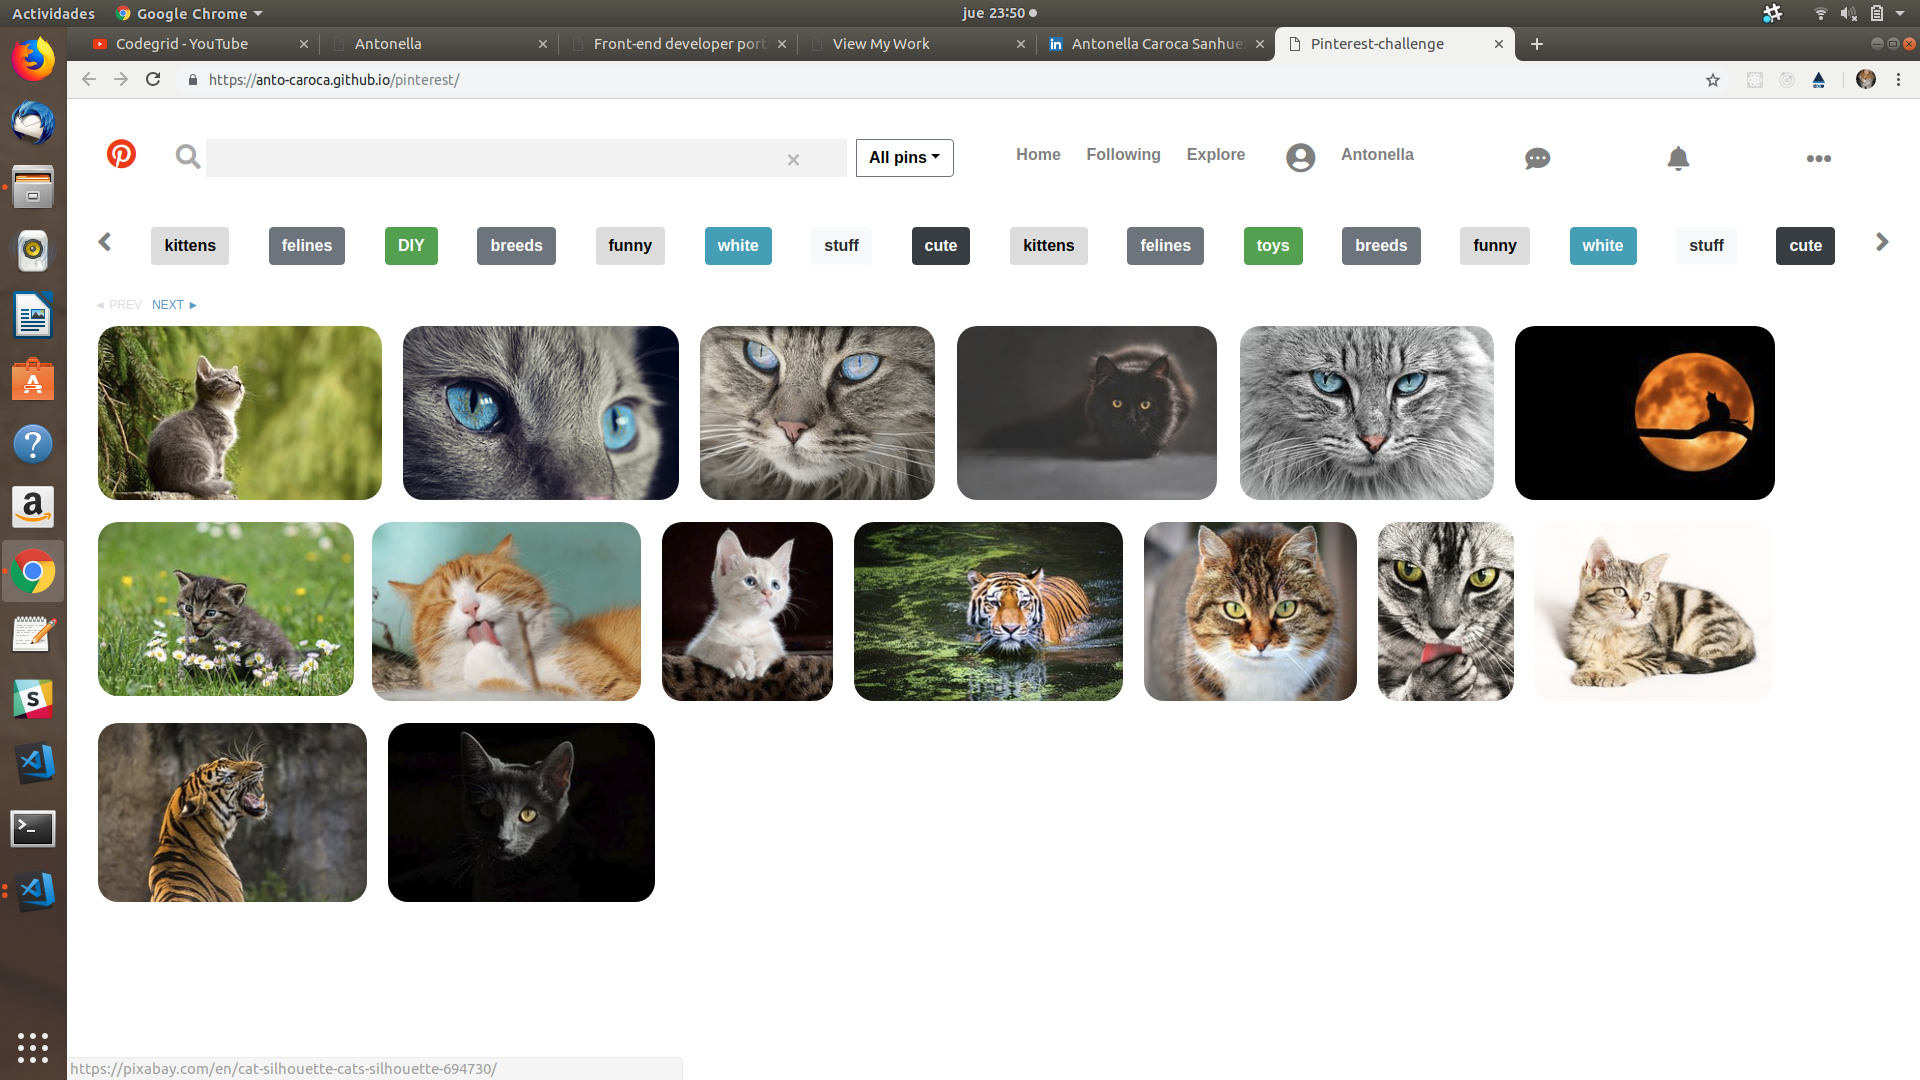 Actividades Google Chrome jue 23:50
Codegrid - YouTube Antonella Front-end developer port View My Work Antonella Caroca Sanhue Pinterest-challenge
https://anto-caroca.github.io/pinterest/
All pins Home Following Explore Antonella
kittens felines DIY breeds funny white stuff cute kittens felines toys breeds funny white stuff cute
◄ PREV NEXT ►
https://pixabay.com/en/cat-silhouette-cats-silhouette-694730/